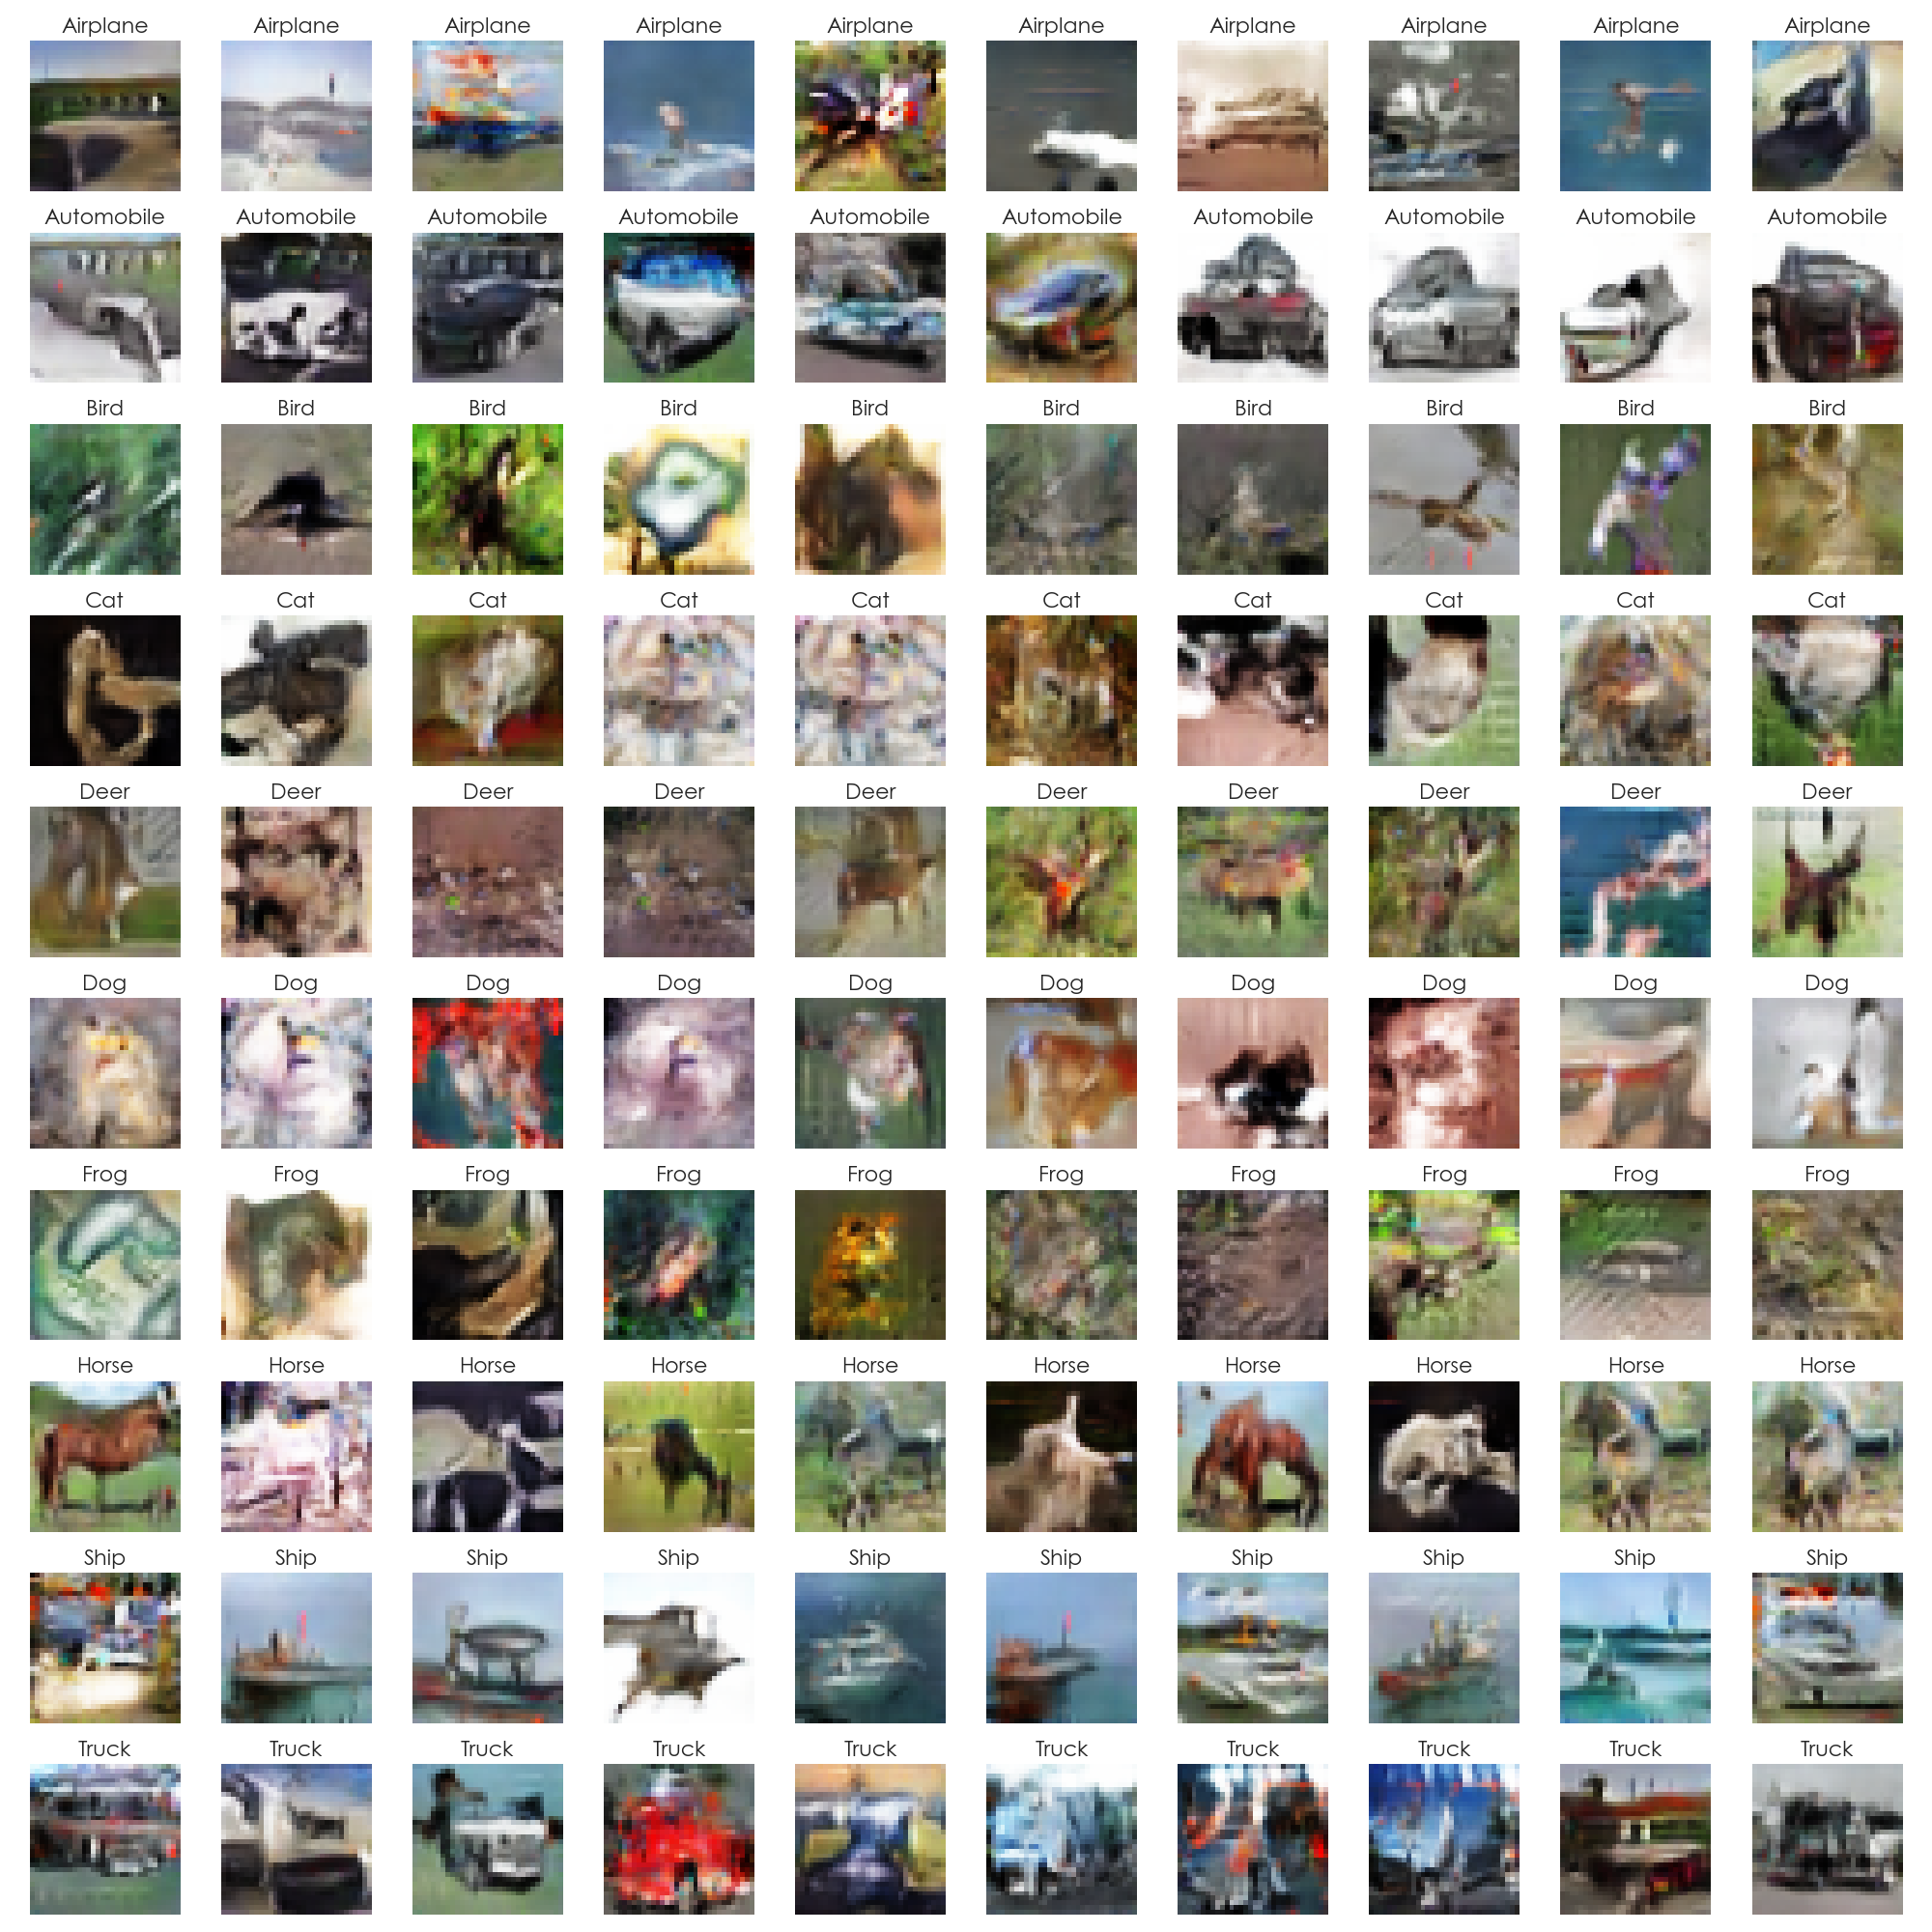 Airplane Airplane Airplane Airplane Airplane Airplane Airplane Airplane Airplane Airplane
Automobile Automobile Automobile Automobile Automobile Automobile Automobile Automobile Automobile Automobile
Bird Bird Bird Bird Bird Bird Bird Bird Bird Bird
Cat Cat Cat Cat Cat Cat Cat Cat Cat Cat
Deer Deer Deer Deer Deer Deer Deer Deer Deer Deer
Dog Dog Dog Dog Dog Dog Dog Dog Dog Dog
Frog Frog Frog Frog Frog Frog Frog Frog Frog Frog
Horse Horse Horse Horse Horse Horse Horse Horse Horse Horse
Ship Ship Ship Ship Ship Ship Ship Ship Ship Ship
Truck Truck Truck Truck Truck Truck Truck Truck Truck Truck